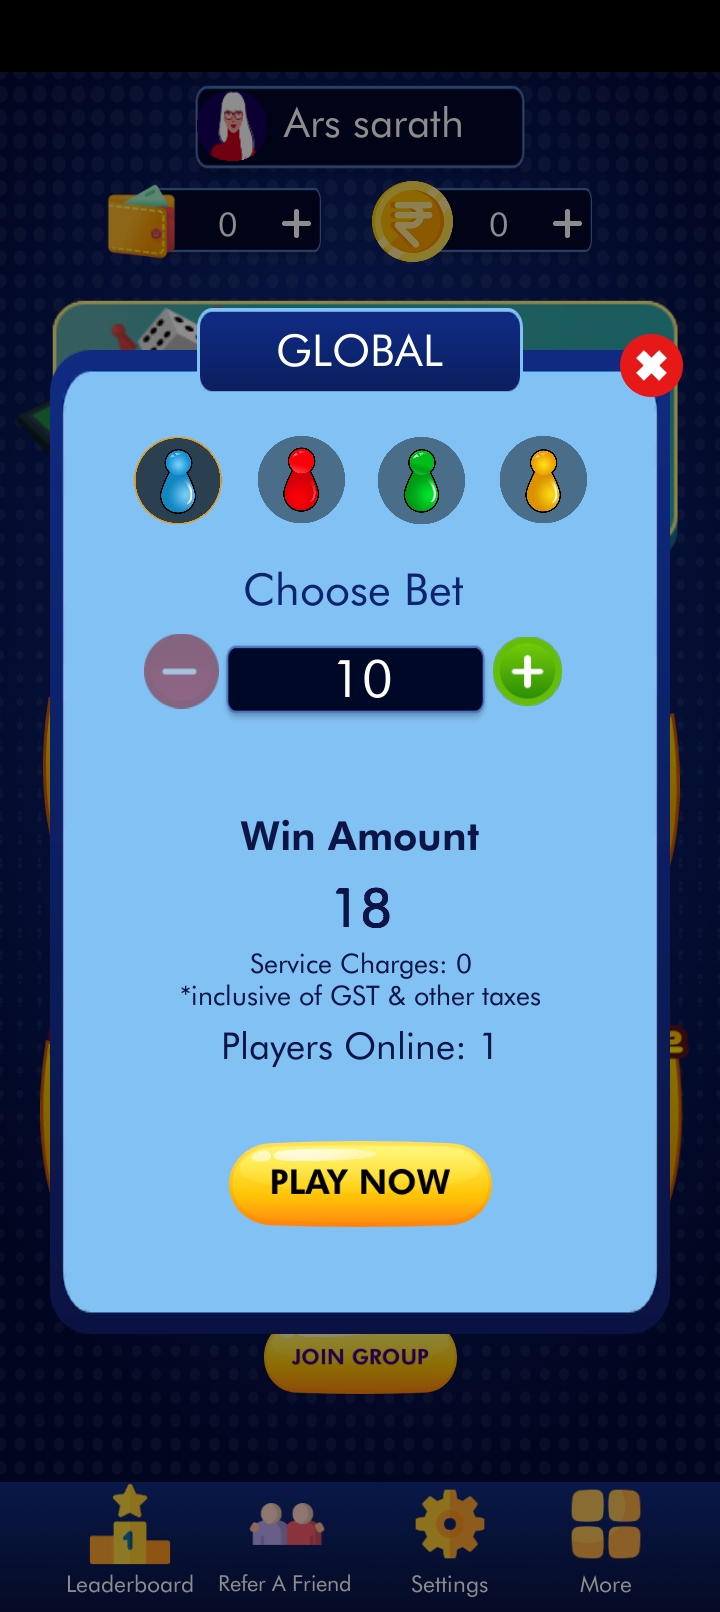 Ars sarath
0 +
0 +
GLOBAL
Choose Bet
10
Win Amount
18
Service Charges: 0
*inclusive of GST & other taxes
Players Online: 1
PLAY NOW
JOIN GROUP
1
Leaderboard
Refer A Friend
Settings
More